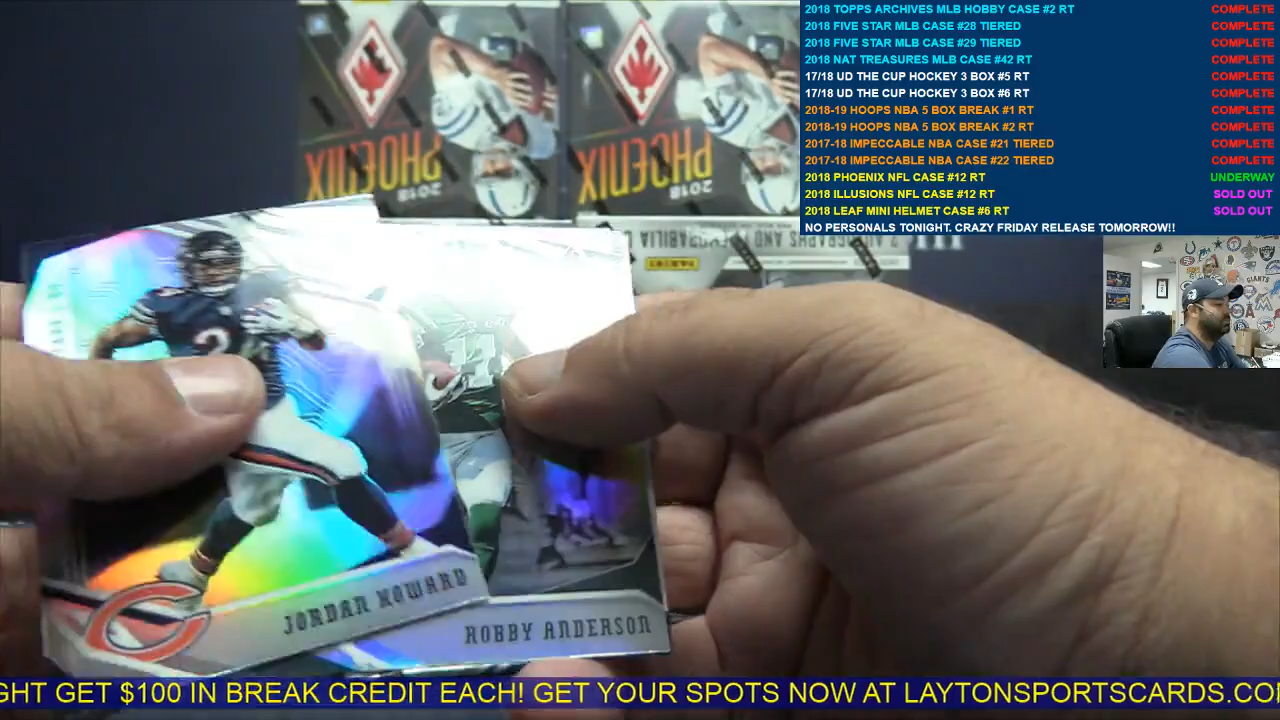 2018 TOPPS ARCHIVES MLB HOBBY CASE #2 RT COMPLETE
2018 FIVE STAR MLB CASE #28 TIERED COMPLETE
2018 FIVE STAR MLB CASE #29 TIERED COMPLETE
2018 NAT TREASURES MLB CASE #42 RT COMPLETE
17/18 UD THE CUP HOCKEY 3 BOX #5 RT COMPLETE
17/18 UD THE CUP HOCKEY 3 BOX #6 RT COMPLETE
2018-19 HOOPS NBA 5 BOX BREAK #1 RT COMPLETE
2018-19 HOOPS NBA 5 BOX BREAK #2 RT COMPLETE
2017-18 IMPECCABLE NBA CASE #21 TIERED COMPLETE
2017-18 IMPECCABLE NBA CASE #22 TIERED COMPLETE
2018 PHOENIX NFL CASE #12 RT UNDERWAY
2018 ILLUSIONS NFL CASE #12 RT SOLD OUT
2018 LEAF MINI HELMET CASE #6 RT SOLD OUT
NO PERSONALS TONIGHT. CRAZY FRIDAY RELEASE TOMORROW!!
2018 PHOENIX
2018 PHOENIX
AUTOGRAPHS AND MEMORABILIA
PANINI
GIANTS
JORDAN HOWARD
ROBBY ANDERSON
GHT GET $100 IN BREAK CREDIT EACH! GET YOUR SPOTS NOW AT LAYTONSPORTSCARDS.CO